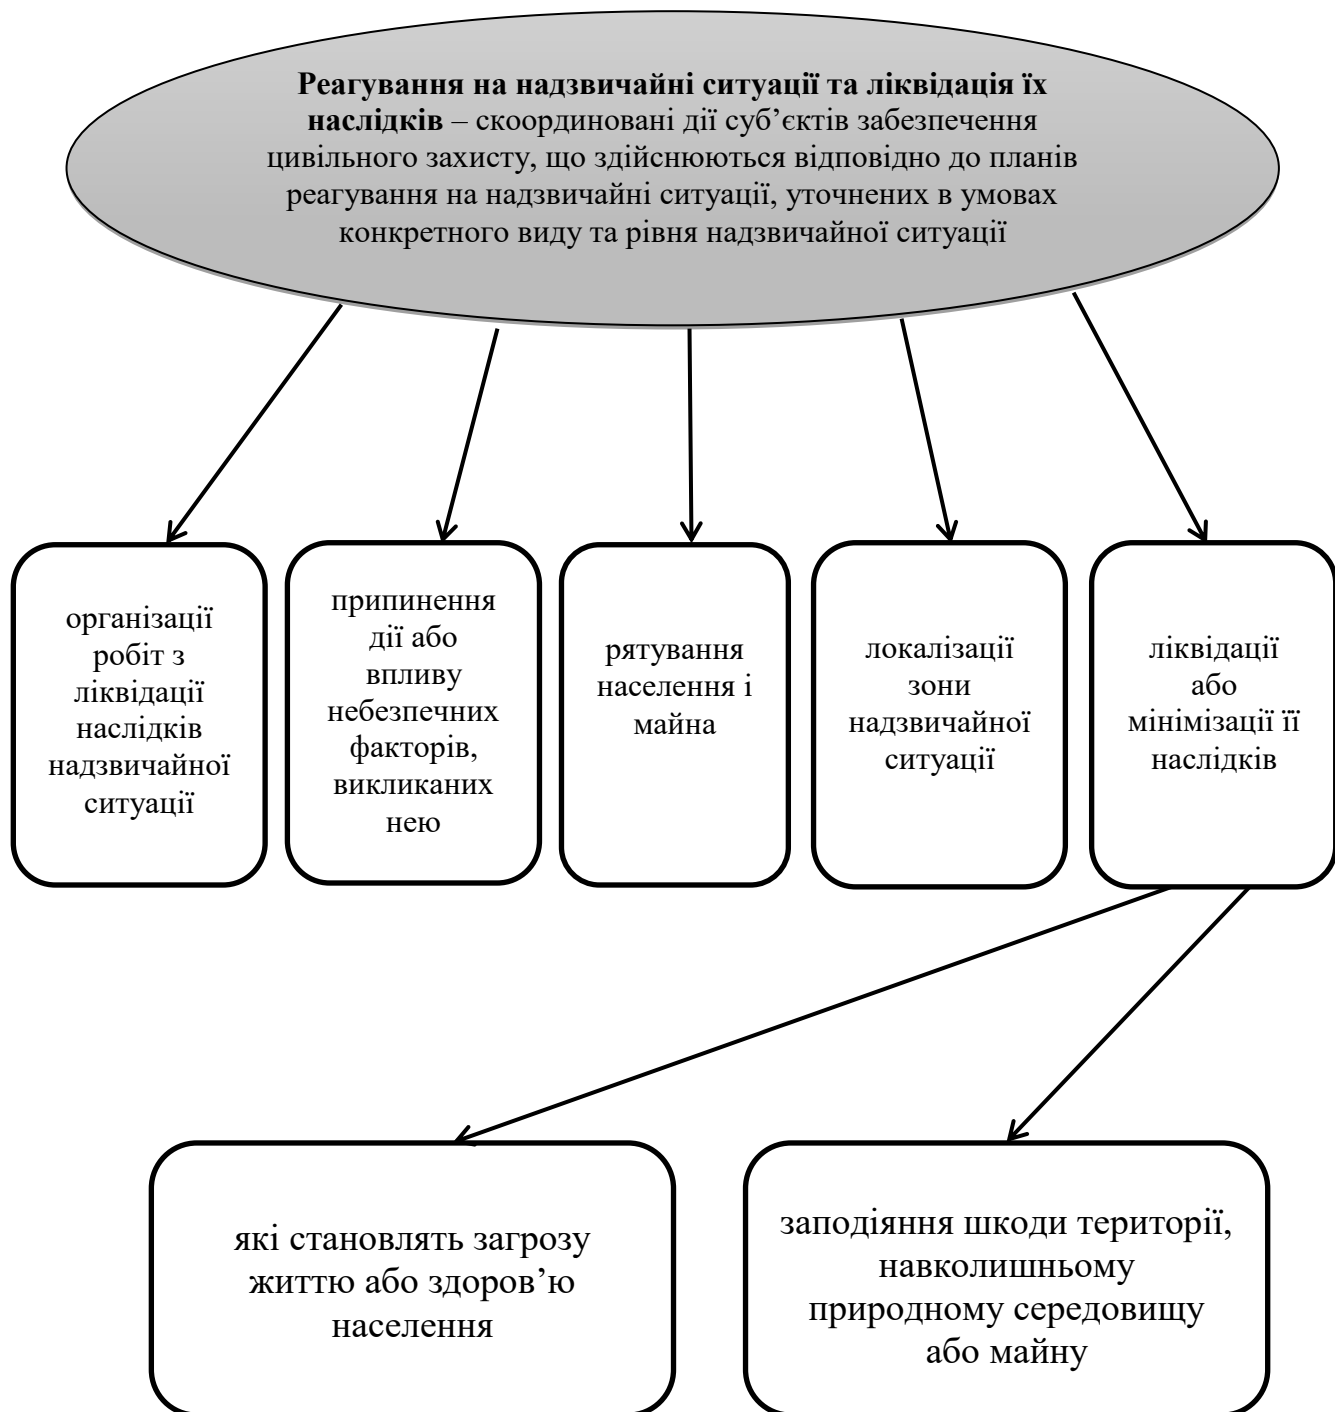 Реагування на надзвичайні ситуації та ліквідація їх
наслідків – скоординовані дії суб’єктів забезпечення
цивільного захисту, що здійснюються відповідно до планів
реагування на надзвичайні ситуації, уточнених в умовах
конкретного виду та рівня надзвичайної ситуації
організації
робіт з
ліквідації
наслідків
надзвичайної
ситуації
припинення
дії або
впливу
небезпечних
факторів,
викликаних
нею
рятування
населення і
майна
локалізації
зони
надзвичайної
ситуації
ліквідації
або
мінімізації її
наслідків
які становлять загрозу
життю або здоров’ю
населення
заподіяння шкоди території,
навколишньому
природному середовищу
або майну